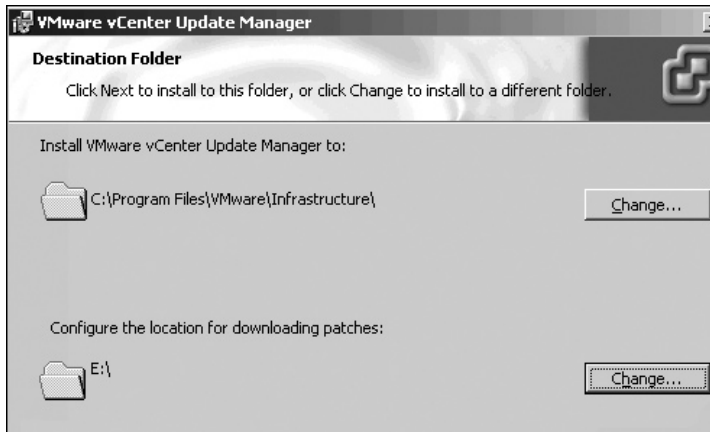 VMware vCenter Update Manager
Destination Folder
Click Next to install to this folder, or click Change to install to a different folder.
Install VMware vCenter Update Manager to:
C:\Program Files\VMware\Infrastructure\
Change...
Configure the location for downloading patches:
E:\
Change...